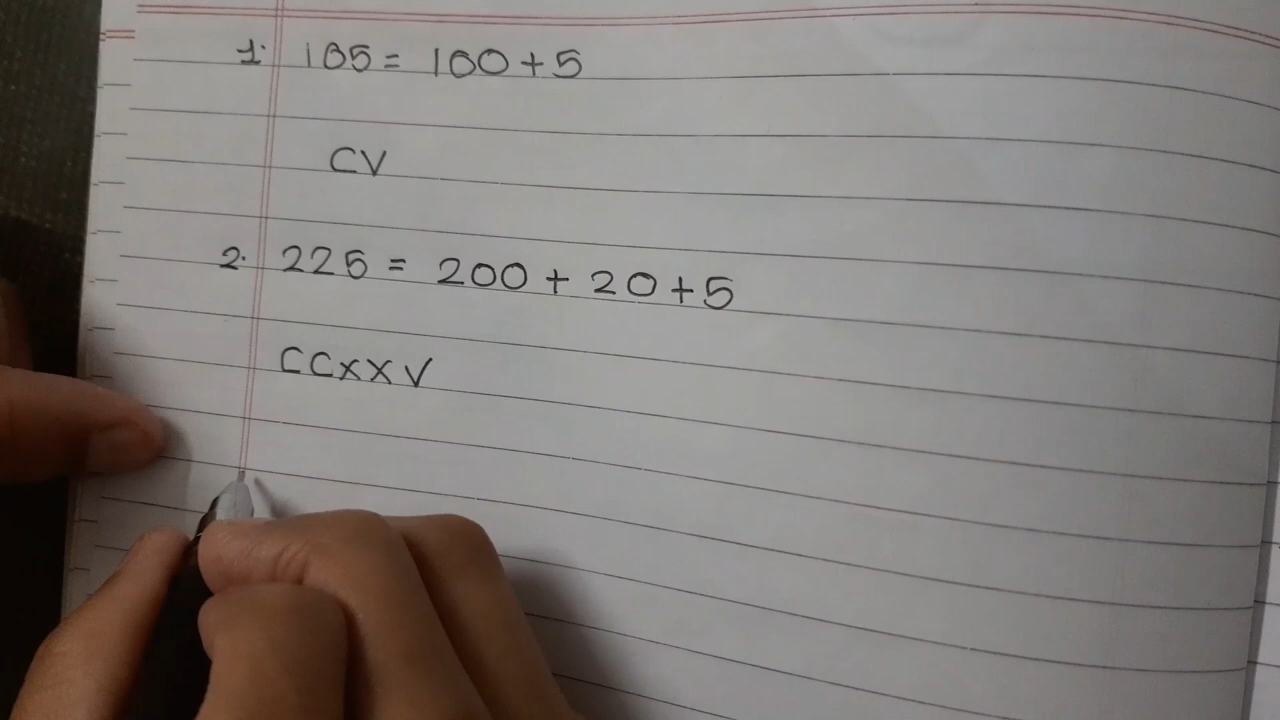 1. 105 = 100 + 5
CV
2. 225 = 200 + 20 + 5
CCXXV